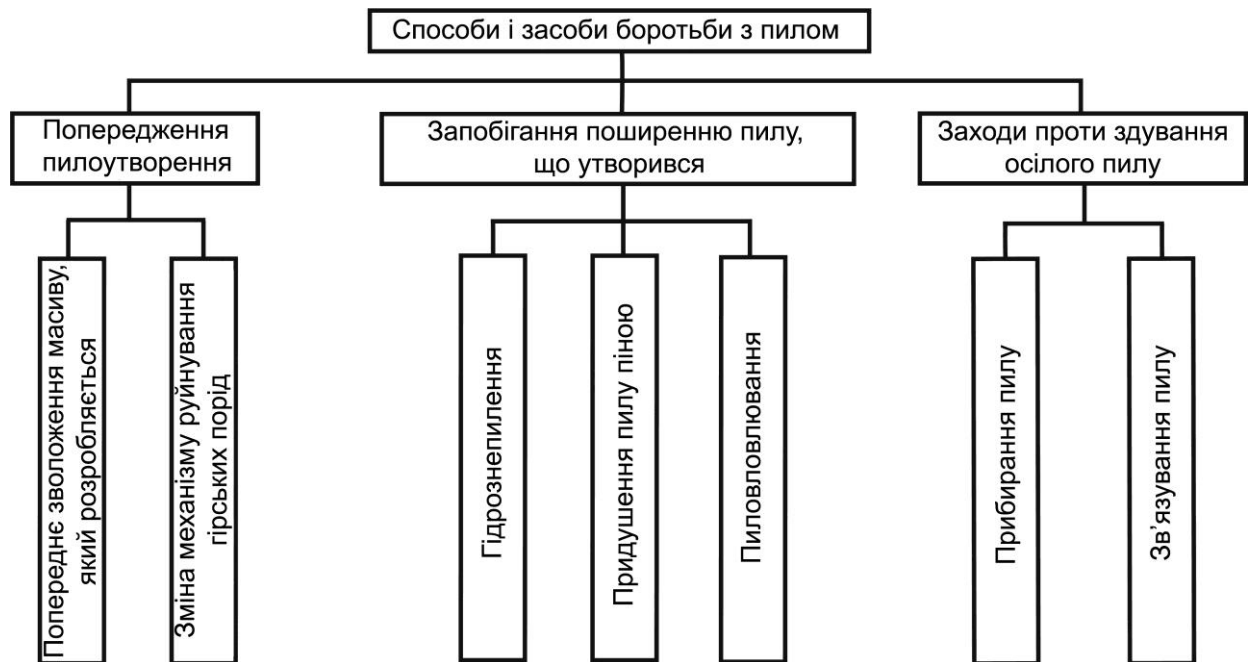 Способи і засоби боротьби з пилом
Попередження
пилоутворення
Запобігання поширенню пилу,
що утворився
Заходи проти здування
осілого пилу
Попереднє зволоження масиву,
який розробляється
Зміна механізму руйнування
гірських порід
Гідрознепилення
Придушення пилу піною
Пиловловлювання
Прибирання пилу
Зв’язування пилу